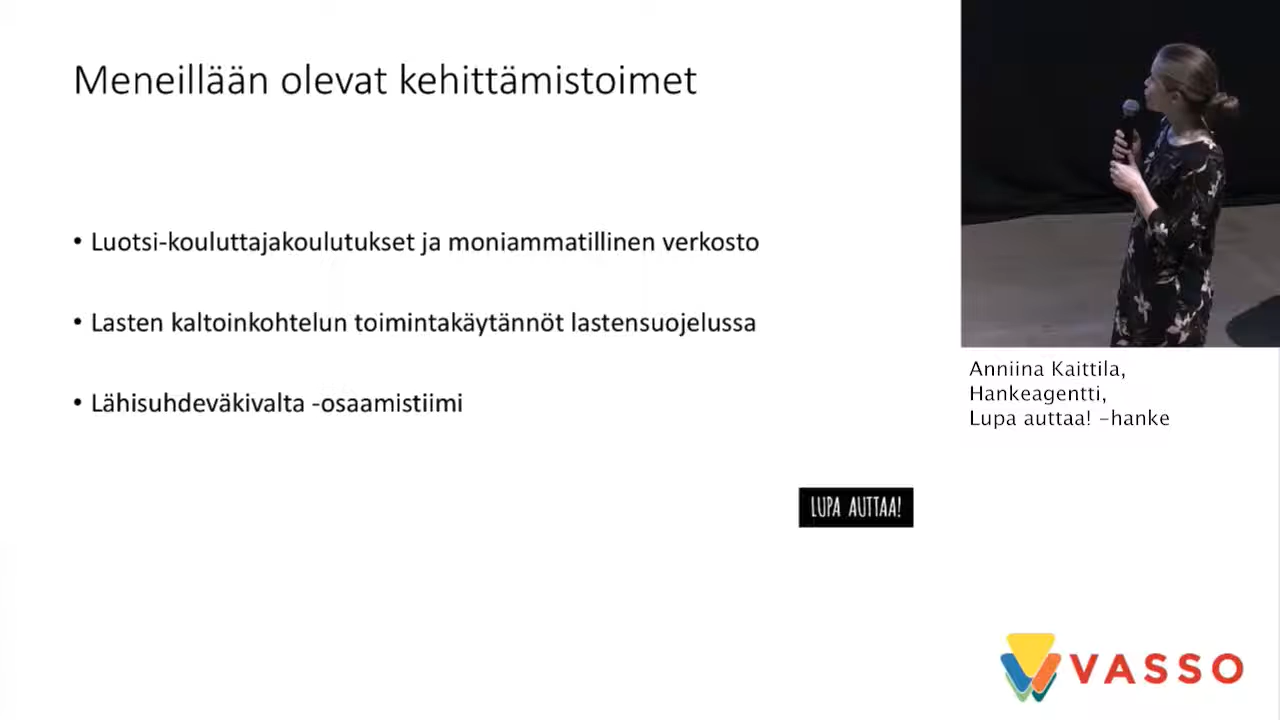 Meneillään olevat kehittämistoimet
• Luotsi-kouluttajakoulutukset ja moniammatillinen verkosto
• Lasten kaltoinkohtelun toimintakäytännöt lastensuojelussa
• Lähisuhdeväkivalta -osaamistiimi
LUPA AUTTAA!
Anniina Kaittila,
Hankeagentti,
Lupa auttaa! -hanke
VASSO